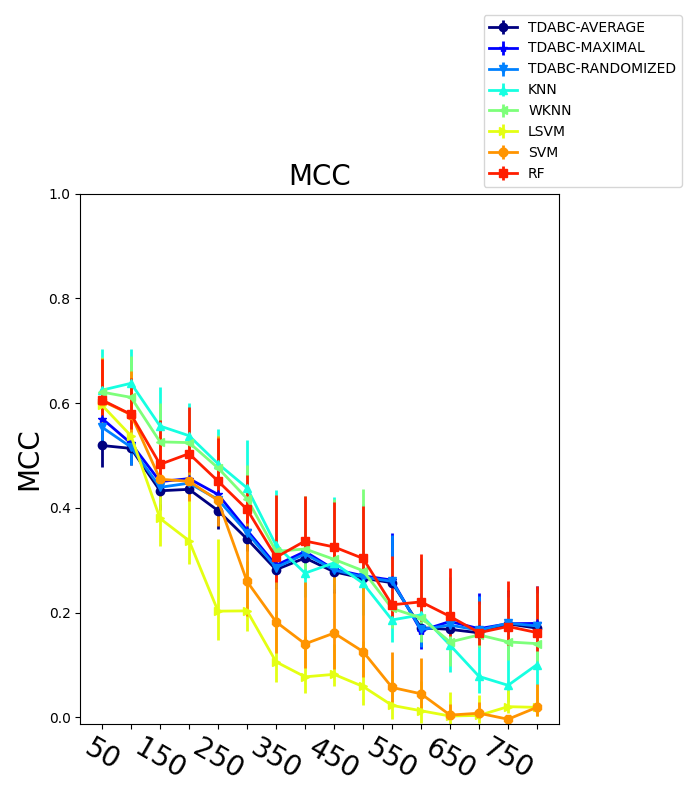 TDABC-AVERAGE
TDABC-MAXIMAL
TDABC-RANDOMIZED
KNN
WKNN
LSVM
SVM
RF
MCC
1.0
0.8
0.6
0.4
0.2
0.0
MCC
50 150 250 350 450 550 650 750